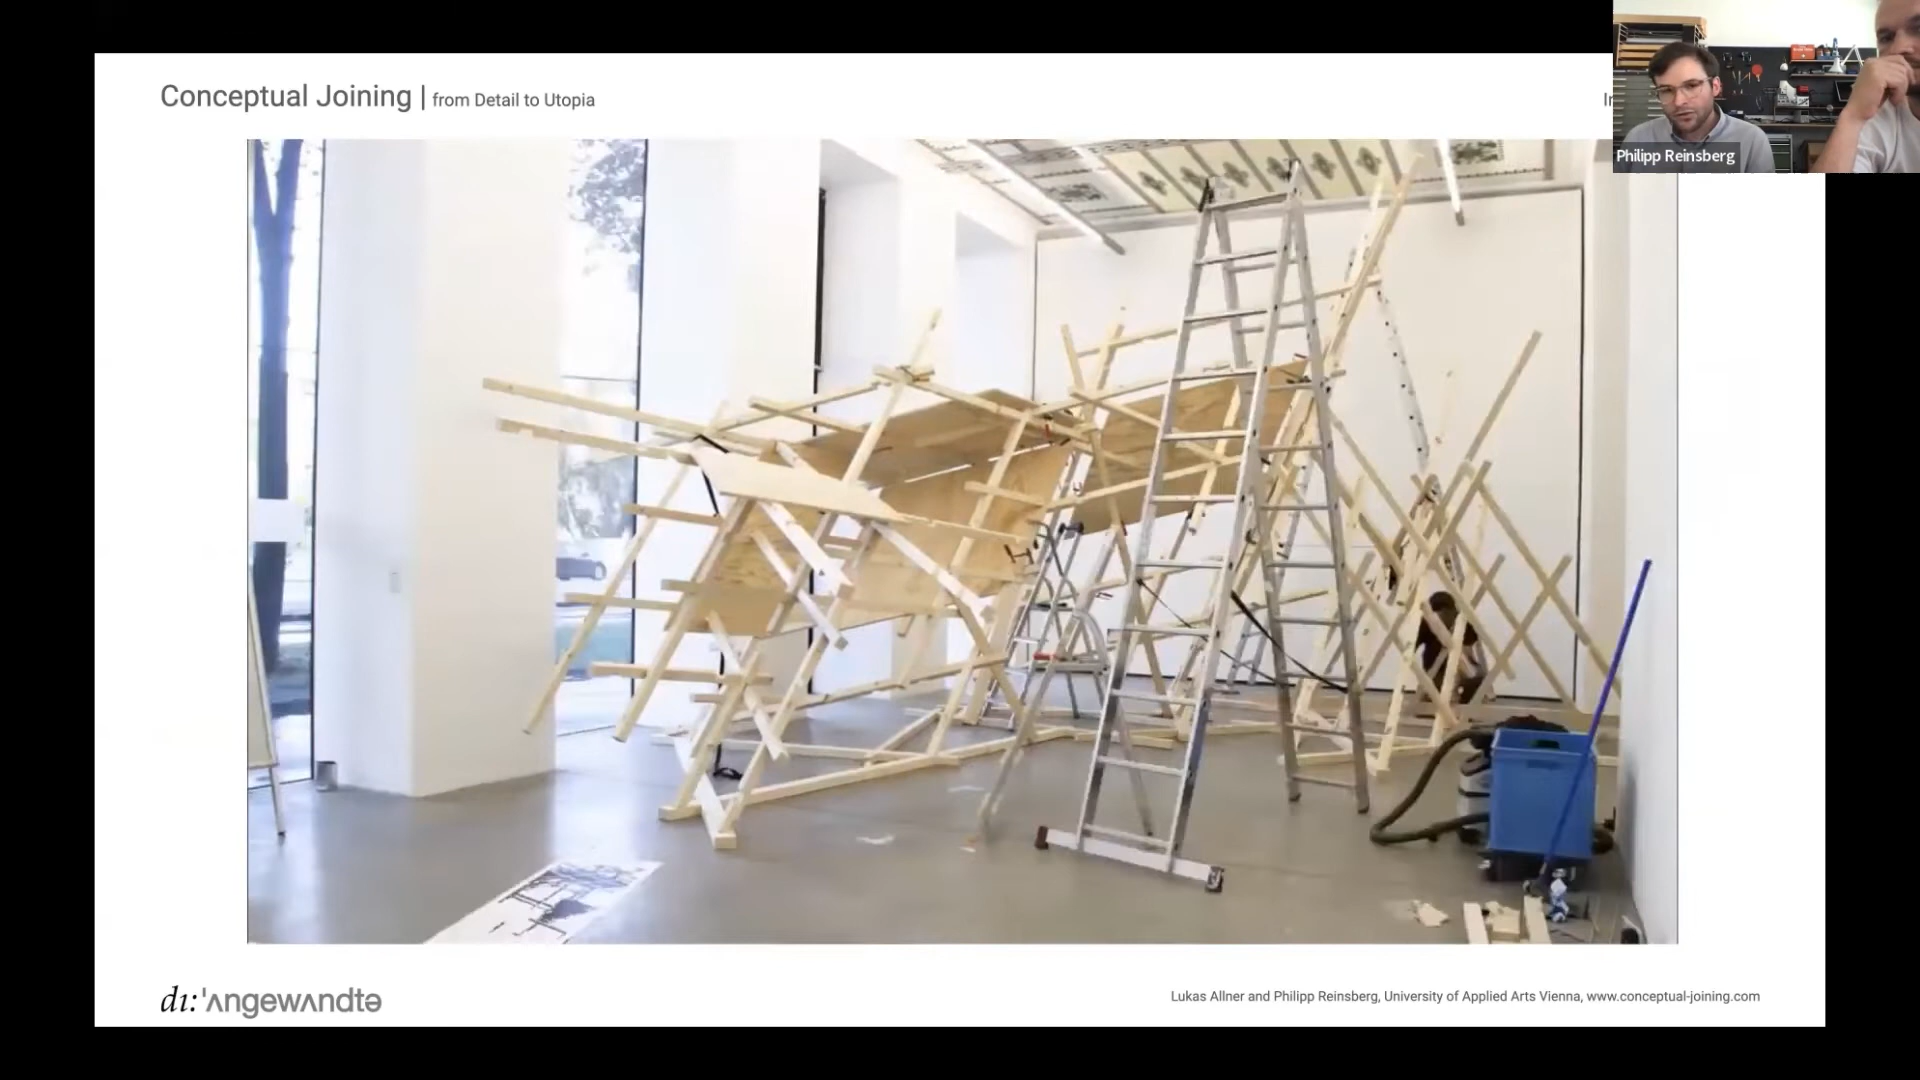 Conceptual Joining | from Detail to Utopia
Philipp Reinsberg
dı:ˈʌngewʌndtə
Lukas Allner and Philipp Reinsberg, University of Applied Arts Vienna, www.conceptual-joining.com